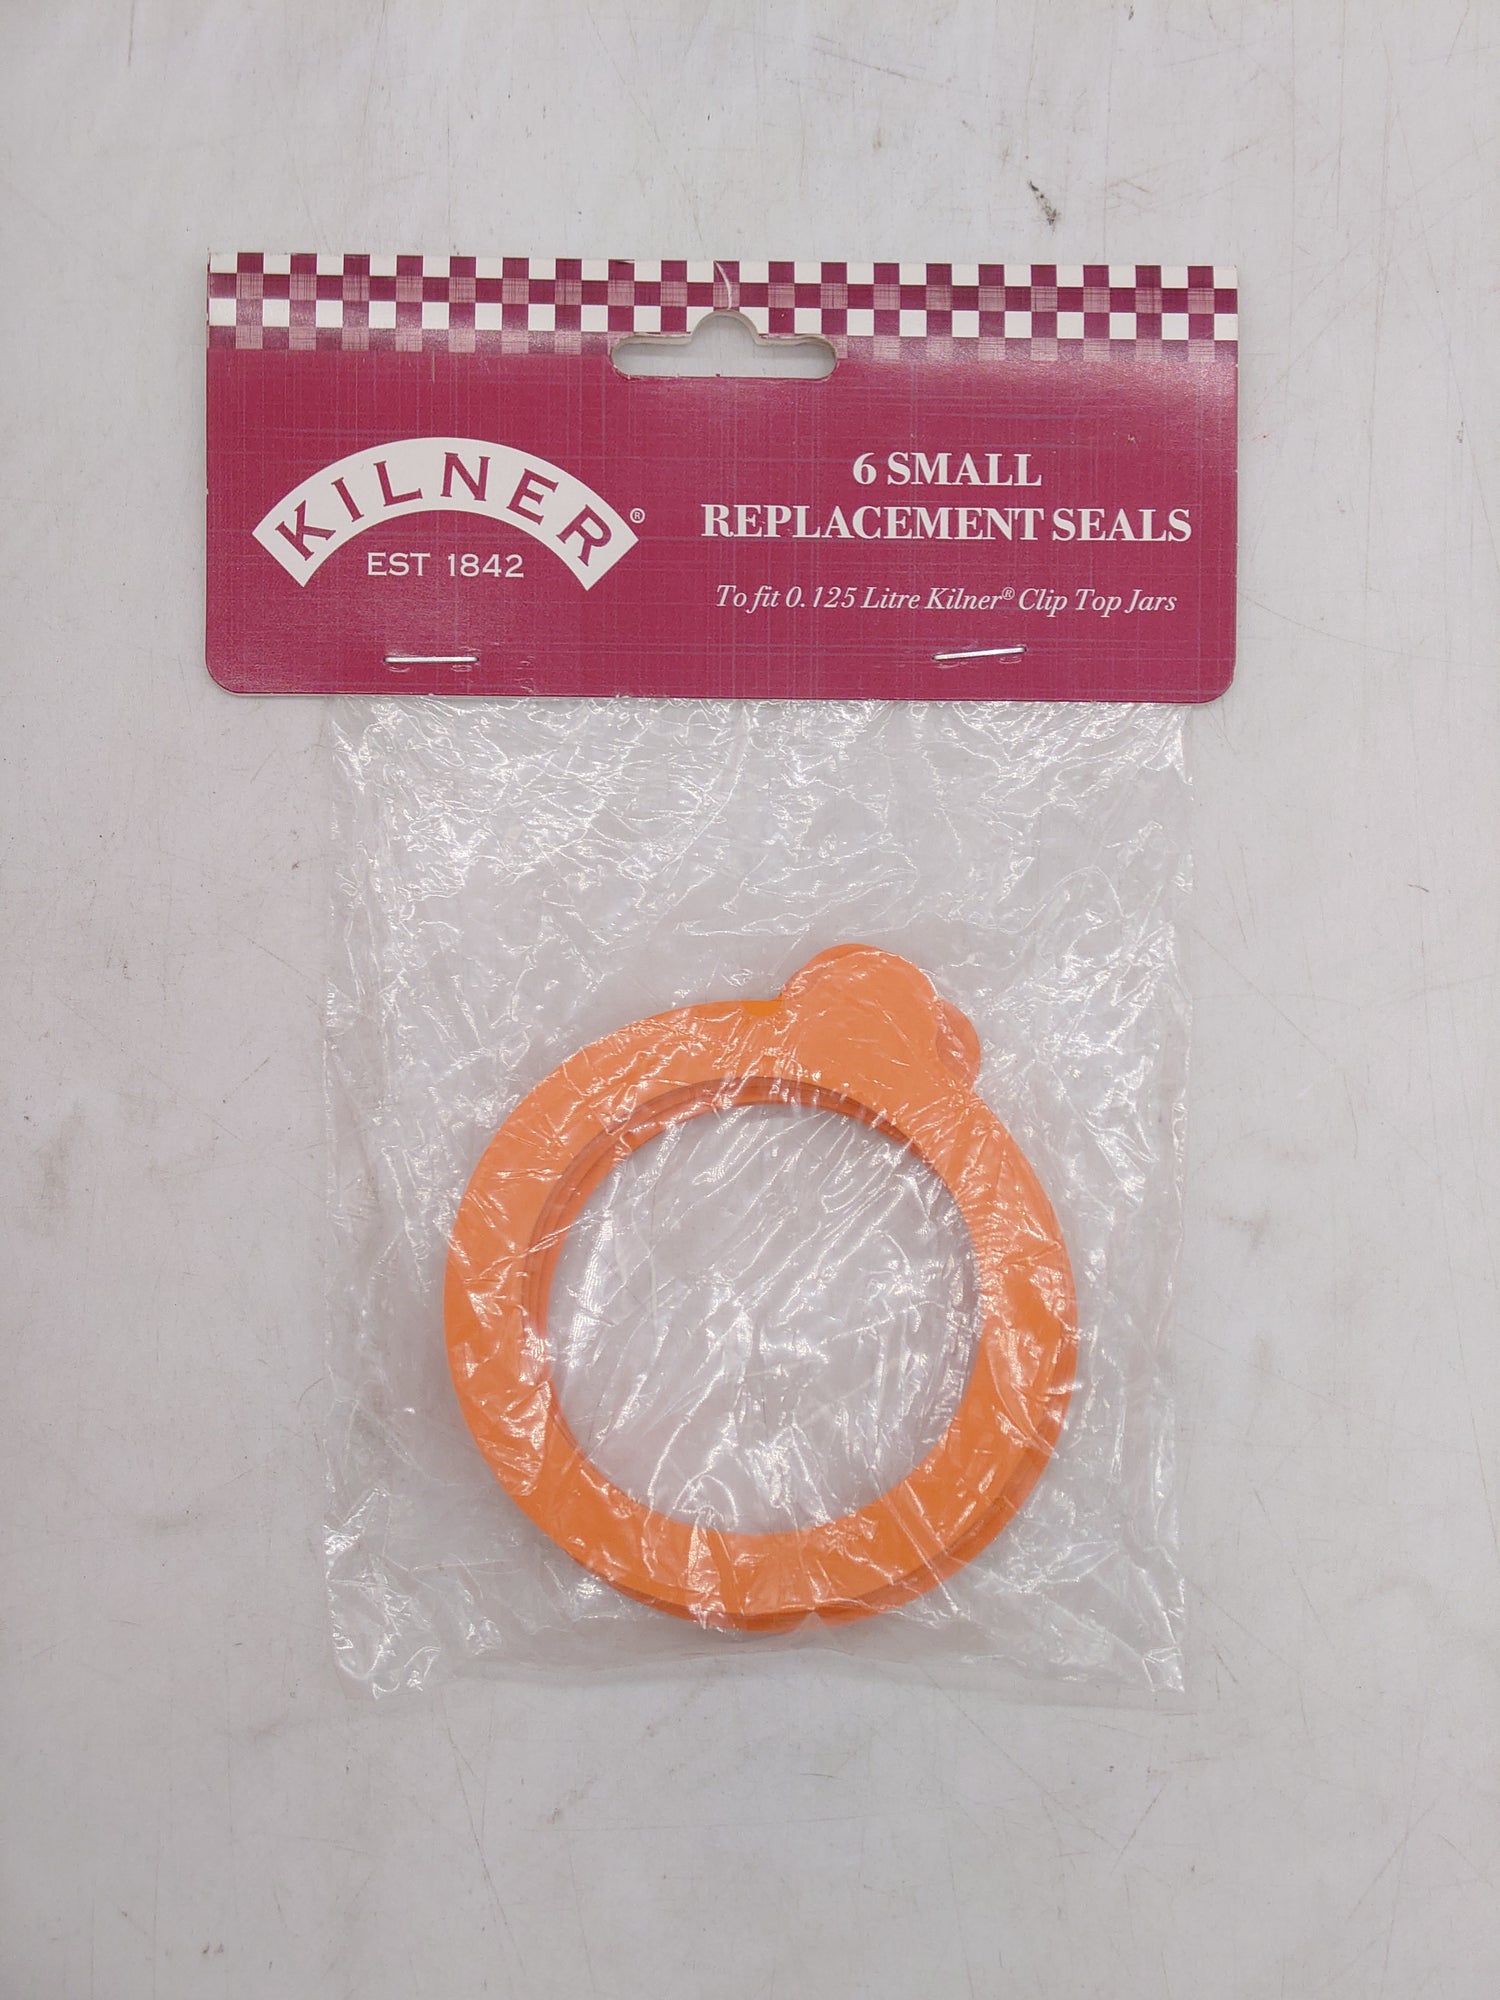 KILNER®
EST 1842
6 SMALL
REPLACEMENT SEALS
To fit 0.125 Litre Kilner® Clip Top Jars